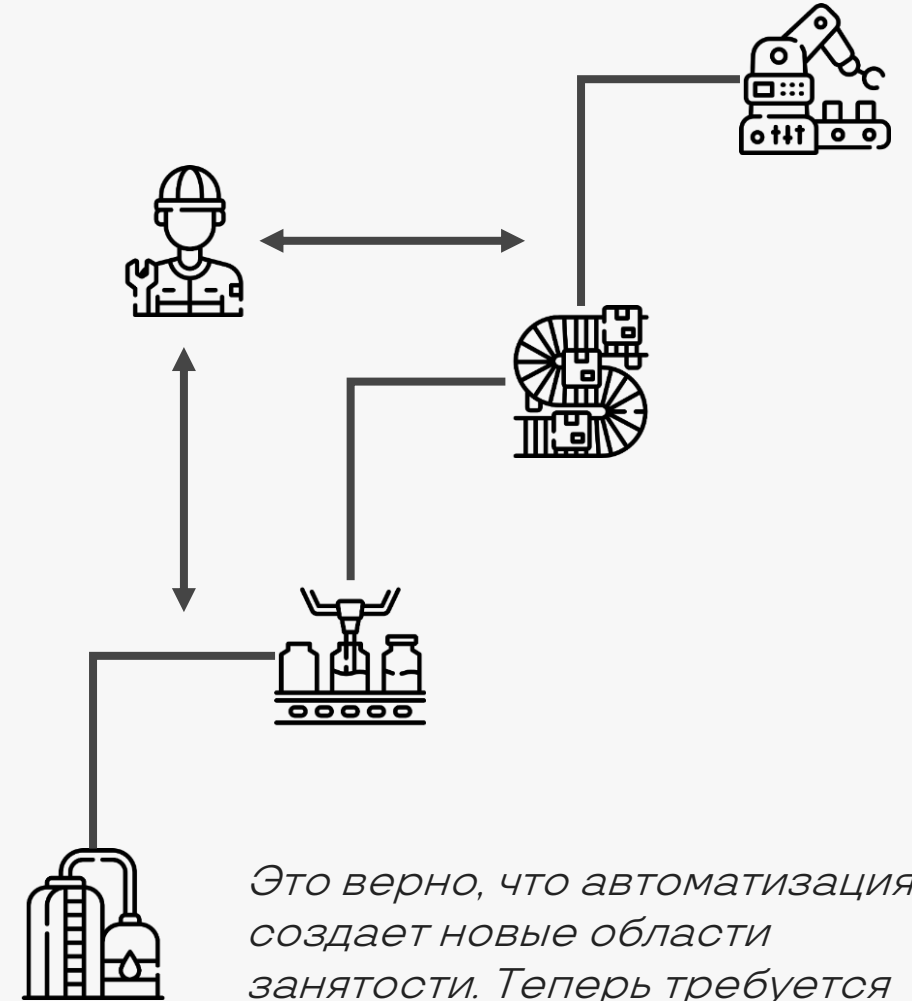 Это верно, что автоматизация
создает новые области
занятости. Теперь требуется